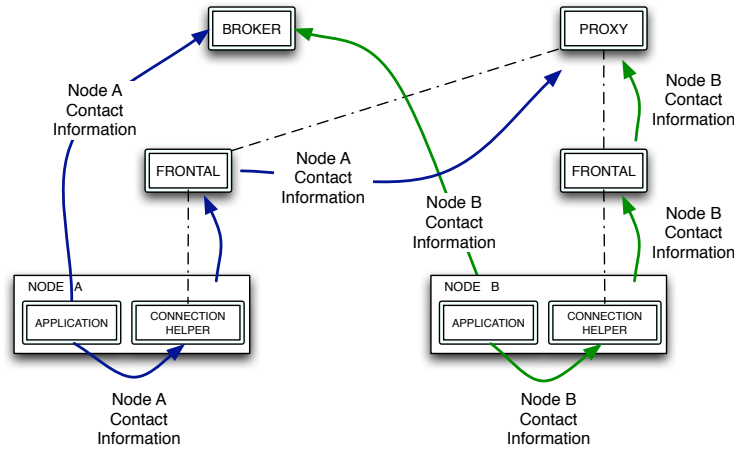 BROKER
PROXY
Node A
Contact
Information
Node B
Contact
Information
FRONTAL
Node A
Contact
Information
FRONTAL
Node B
Contact
Information
Node B
Contact
Information
NODE A
APPLICATION
CONNECTION
HELPER
NODE B
APPLICATION
CONNECTION
HELPER
Node A
Contact
Information
Node B
Contact
Information